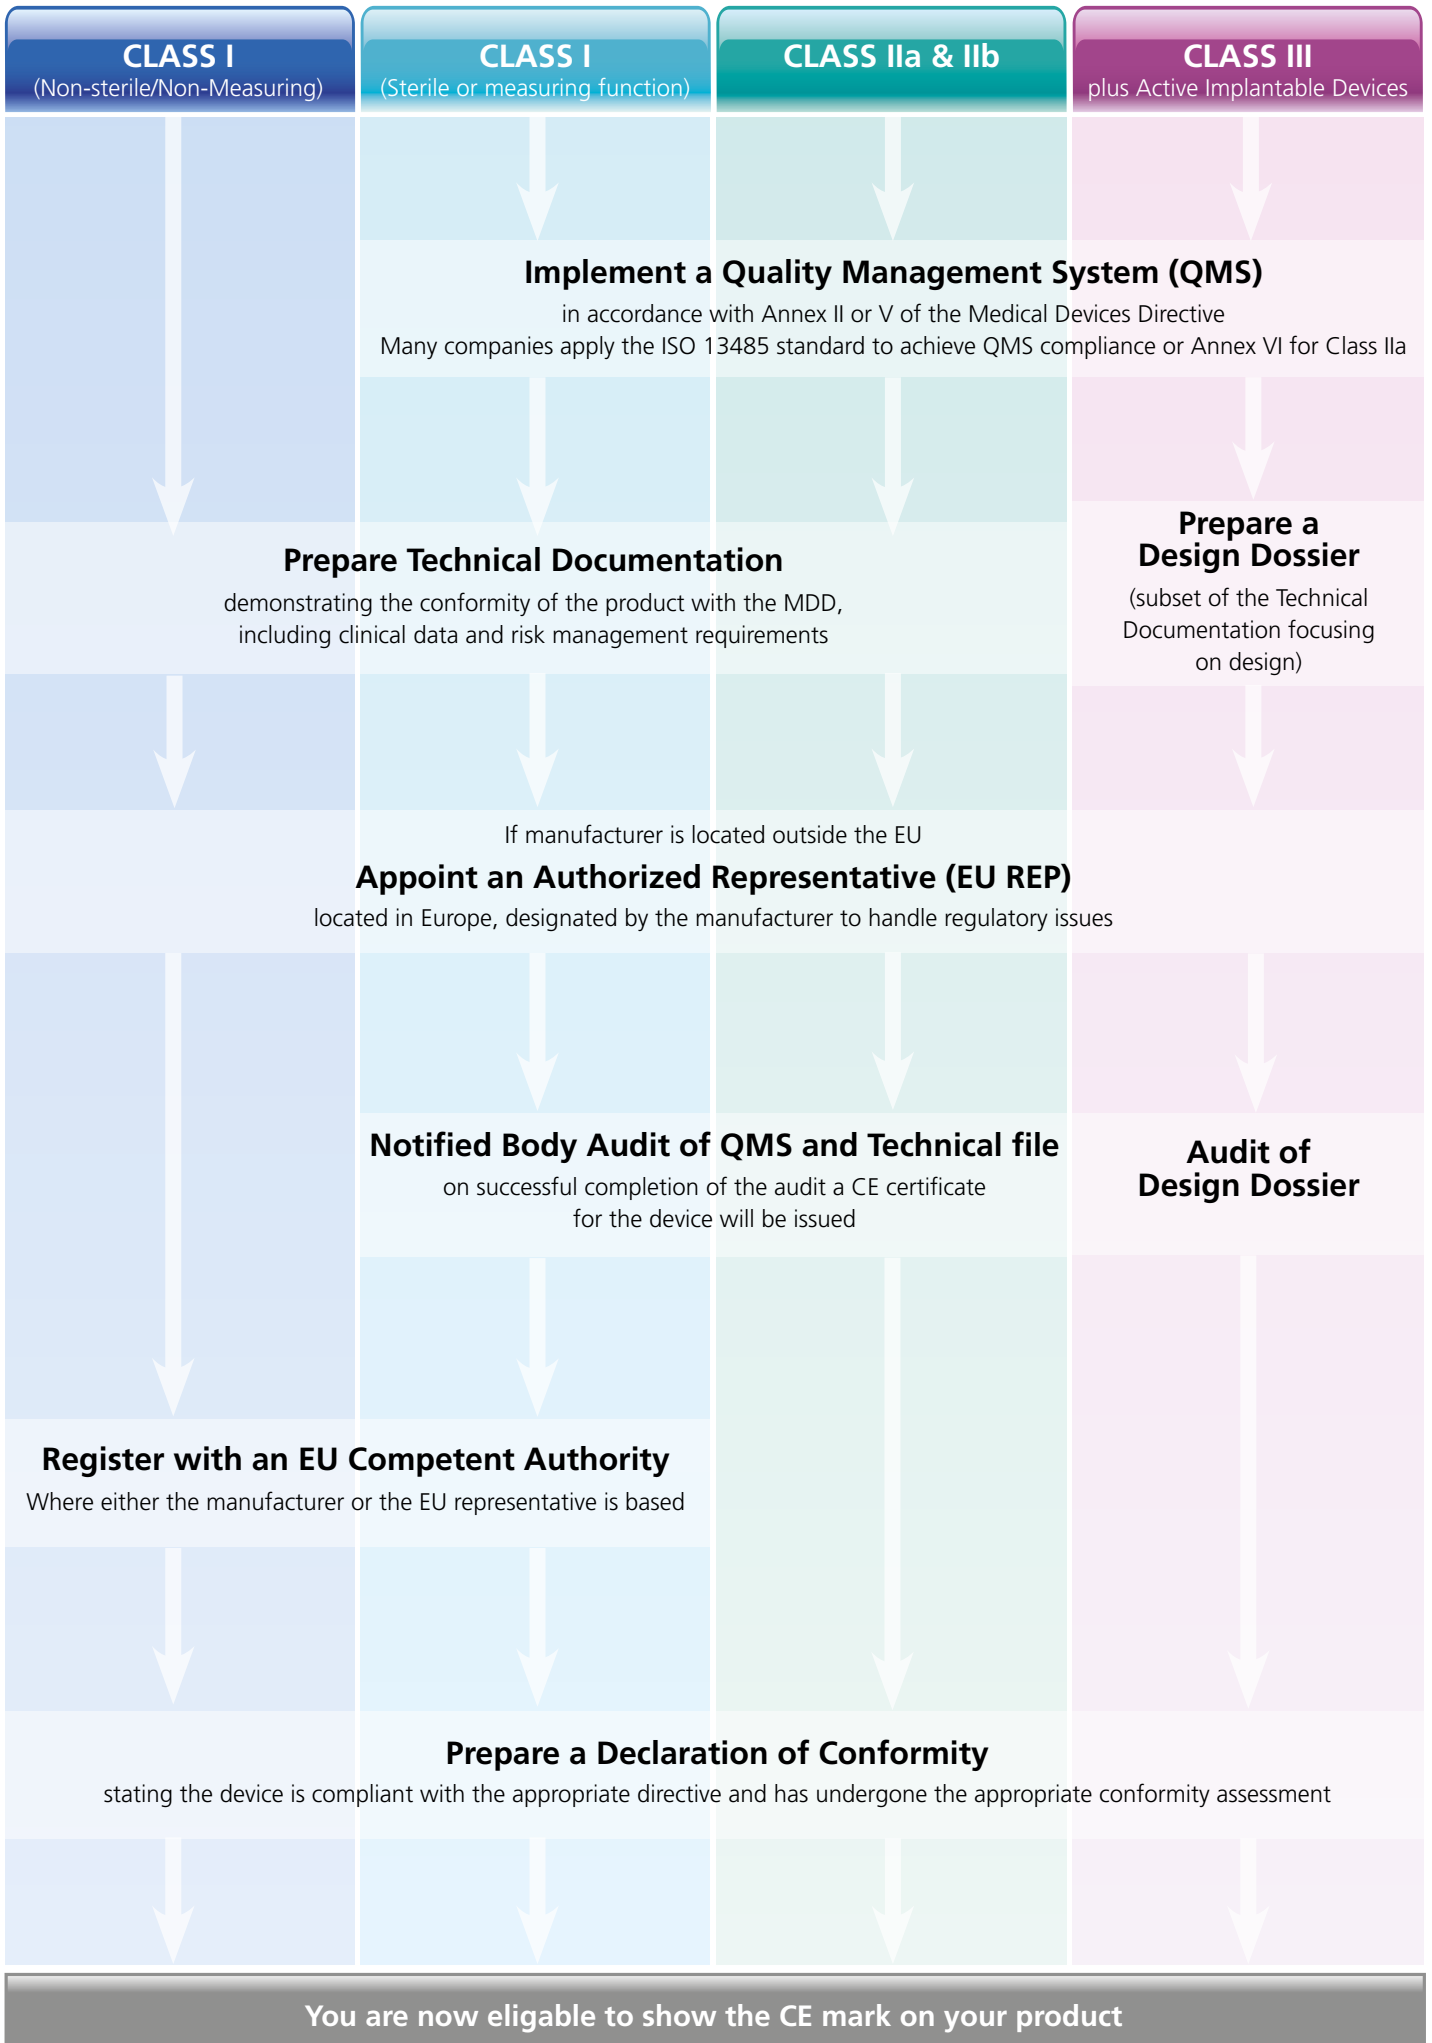 CLASS I
(Non-sterile/Non-Measuring)
CLASS I
(Sterile or measuring function)
CLASS IIa & IIb
CLASS III
plus Active Implantable Devices
Implement a Quality Management System (QMS)
in accordance with Annex II or V of the Medical Devices Directive
Many companies apply the ISO 13485 standard to achieve QMS compliance or Annex VI for Class IIa
Prepare Technical Documentation
demonstrating the conformity of the product with the MDD,
including clinical data and risk management requirements
Prepare a
Design Dossier
(subset of the Technical
Documentation focusing
on design)
If manufacturer is located outside the EU
Appoint an Authorized Representative (EU REP)
located in Europe, designated by the manufacturer to handle regulatory issues
Notified Body Audit of QMS and Technical file
on successful completion of the audit a CE certificate
for the device will be issued
Audit of
Design Dossier
Register with an EU Competent Authority
Where either the manufacturer or the EU representative is based
Prepare a Declaration of Conformity
stating the device is compliant with the appropriate directive and has undergone the appropriate conformity assessment
You are now eligable to show the CE mark on your product